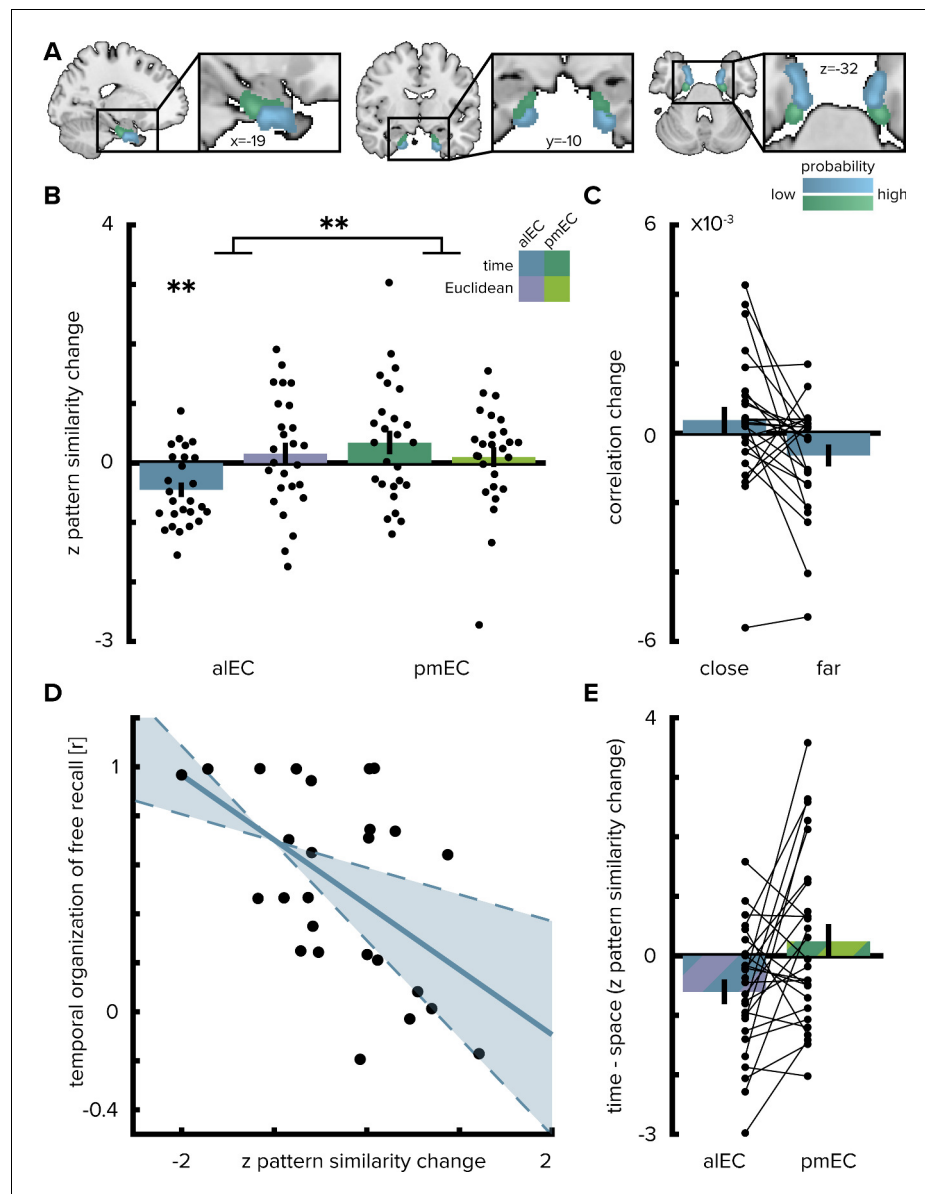 A
x=-19
y=-10
z=-32
probability
low high
B
4
**
**
alEC pmEC
time
Euclidean
z pattern similarity change
0
-3
alEC pmEC
C
6
x10-3
correlation change
0
-6
close far
D
temporal organization of free recall [r]
1
0
-0.4
-2 z pattern similarity change 2
E
4
time - space (z pattern similarity change)
0
-3
alEC pmEC